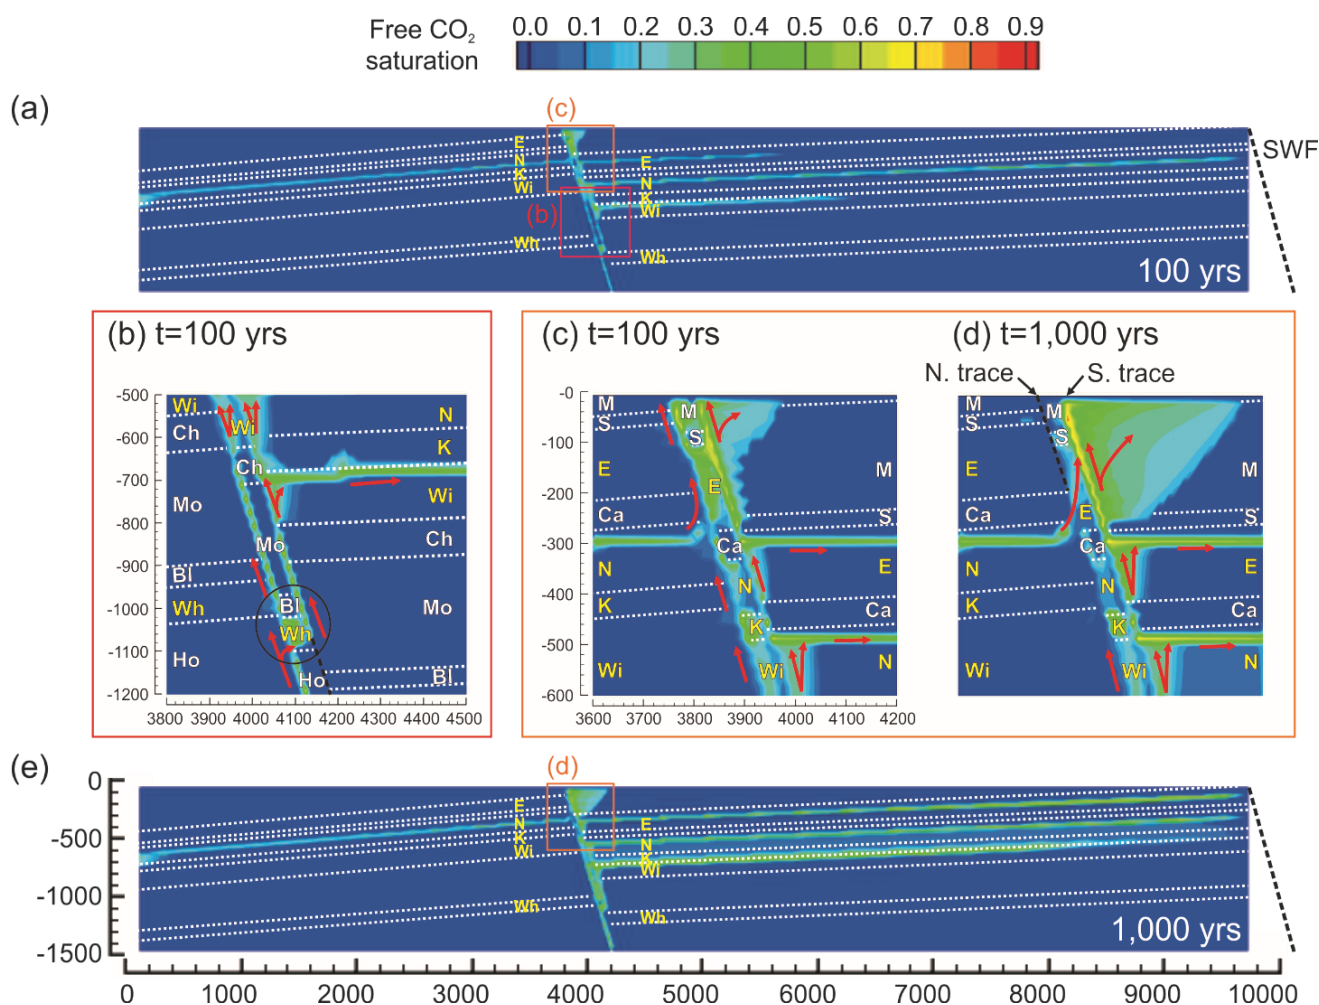 Free CO₂ saturation
0.0 0.1 0.2 0.3 0.4 0.5 0.6 0.7 0.8 0.9
(a)
(c)
E
N
K
Wi
Wh
E
N
K
Wi
Wh
(b)
SWF
100 yrs
(b) t=100 yrs
-500
-600
-700
-800
-900
-1000
-1100
-1200
3800 3900 4000 4100 4200 4300 4400 4500
Wi
Ch
Mo
Bl
Wh
Ho
Wi
Ch
Mo
Bl
Wh
Ho
N
K
Wi
Ch
Mo
Bl
(c) t=100 yrs
-0
-100
-200
-300
-400
-500
-600
3600 3700 3800 3900 4000 4100 4200
M
S
E
Ca
N
K
Wi
M
S
E
Ca
N
K
Wi
M
S
E
Ca
N
(d) t=1,000 yrs
N. trace
S. trace
M
S
E
Ca
N
K
Wi
M
S
E
Ca
N
K
Wi
M
S
E
Ca
N
(e)
(d)
0
-500
-1000
-1500
E
N
K
Wi
Wh
E
N
K
Wi
Wh
1,000 yrs
0 1000 2000 3000 4000 5000 6000 7000 8000 9000 10000